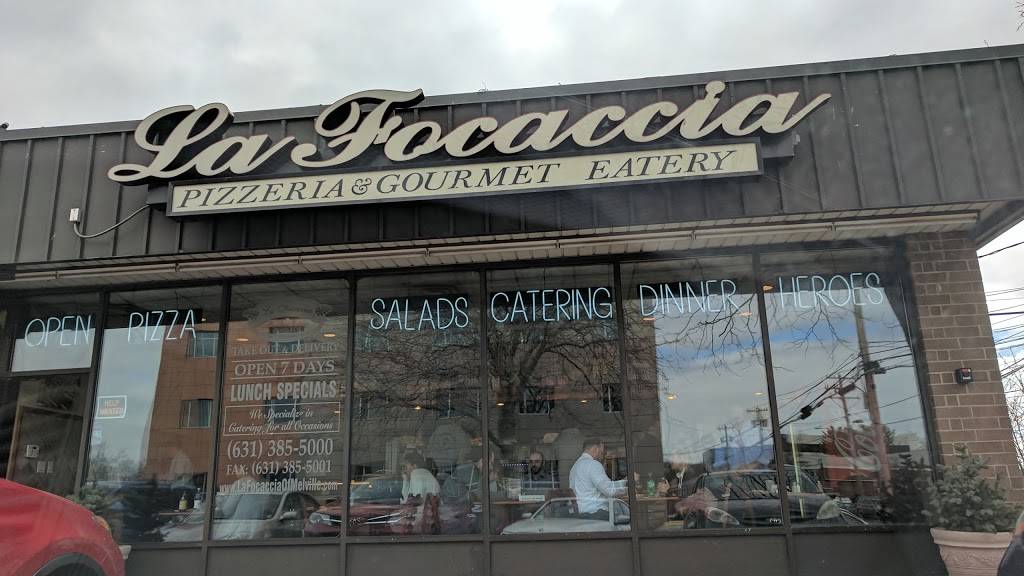 La Focaccia
PIZZERIA & GOURMET EATERY
OPEN PIZZA SALADS CATERING DINNER HEROES
TAKE OUT
OPEN 7 DAYS
LUNCH SPECIALS
We Specialize in
Catering for all Occasions
(631) 385-5000
FAX: (631) 385-5001
www.LaFocacciaOfMelville.com
HELP
WANTED